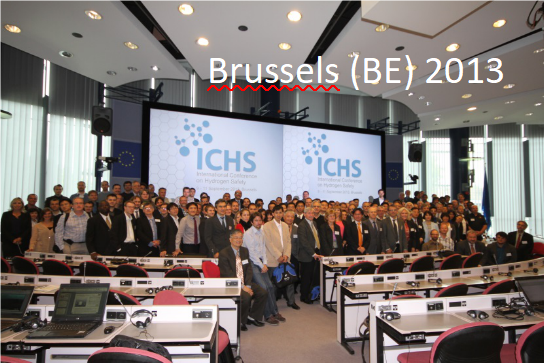 Brussels (BE) 2013
ICHS
International Conference
on Hydrogen Safety
ICHS
International Conference
on Hydrogen Safety